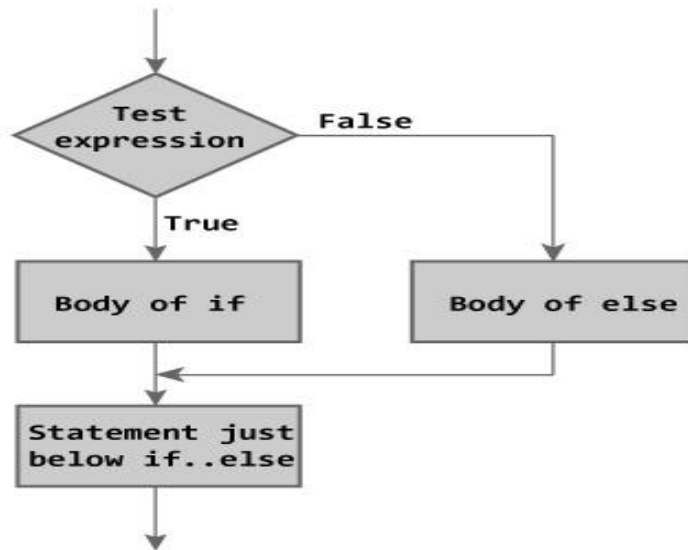 Test
expression
False
True
Body of if
Body of else
Statement just
below if..else